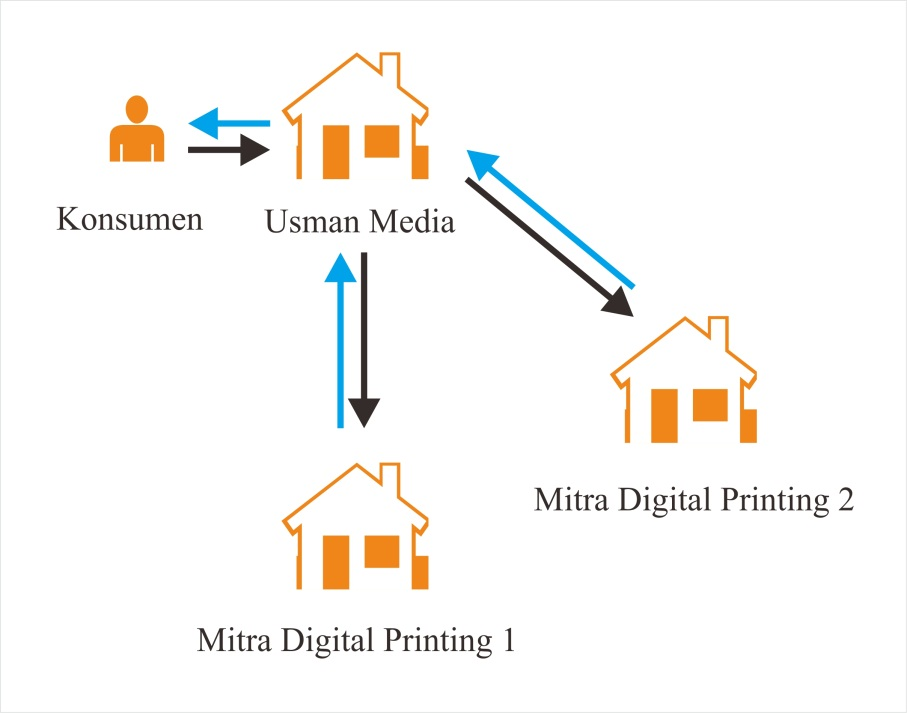 Konsumen
Usman Media
Mitra Digital Printing 2
Mitra Digital Printing 1